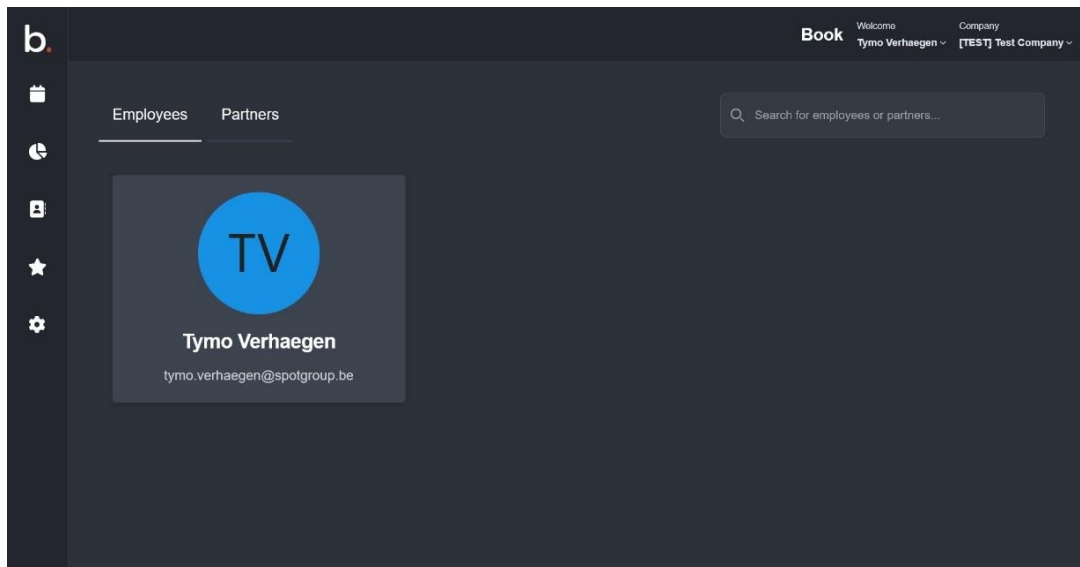 b.
Book
Welcome
Tymo Verhaegen
Company
[TEST] Test Company
Employees
Partners
Search for employees or partners...
TV
Tymo Verhaegen
tymo.verhaegen@spotgroup.be